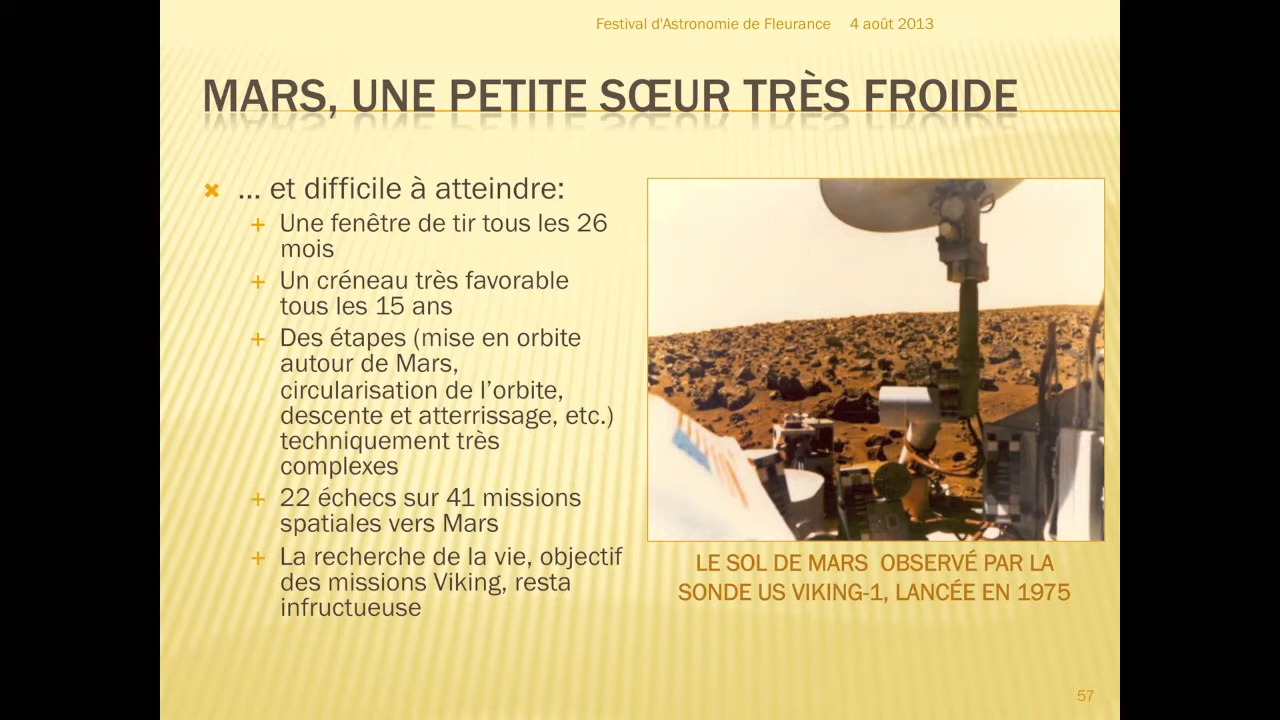 Festival d'Astronomie de Fleurance 4 août 2013
MARS, UNE PETITE SŒUR TRÈS FROIDE
… et difficile à atteindre:
Une fenêtre de tir tous les 26
mois
Un créneau très favorable
tous les 15 ans
Des étapes (mise en orbite
autour de Mars,
circularisation de l’orbite,
descente et atterrissage, etc.)
techniquement très
complexes
22 échecs sur 41 missions
spatiales vers Mars
La recherche de la vie, objectif
des missions Viking, resta
infructueuse
LE SOL DE MARS OBSERVÉ PAR LA
SONDE US VIKING-1, LANCÉE EN 1975
57